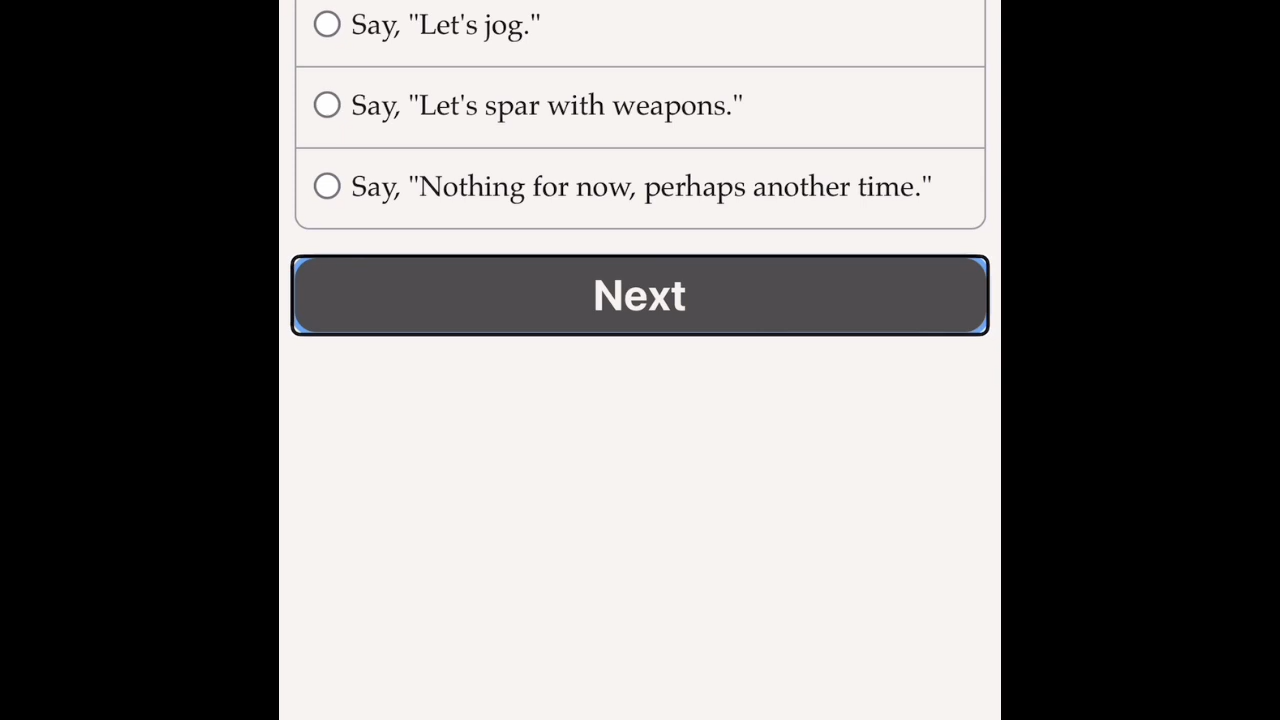 Say, "Let's jog."
Say, "Let's spar with weapons."
Say, "Nothing for now, perhaps another time."
Next